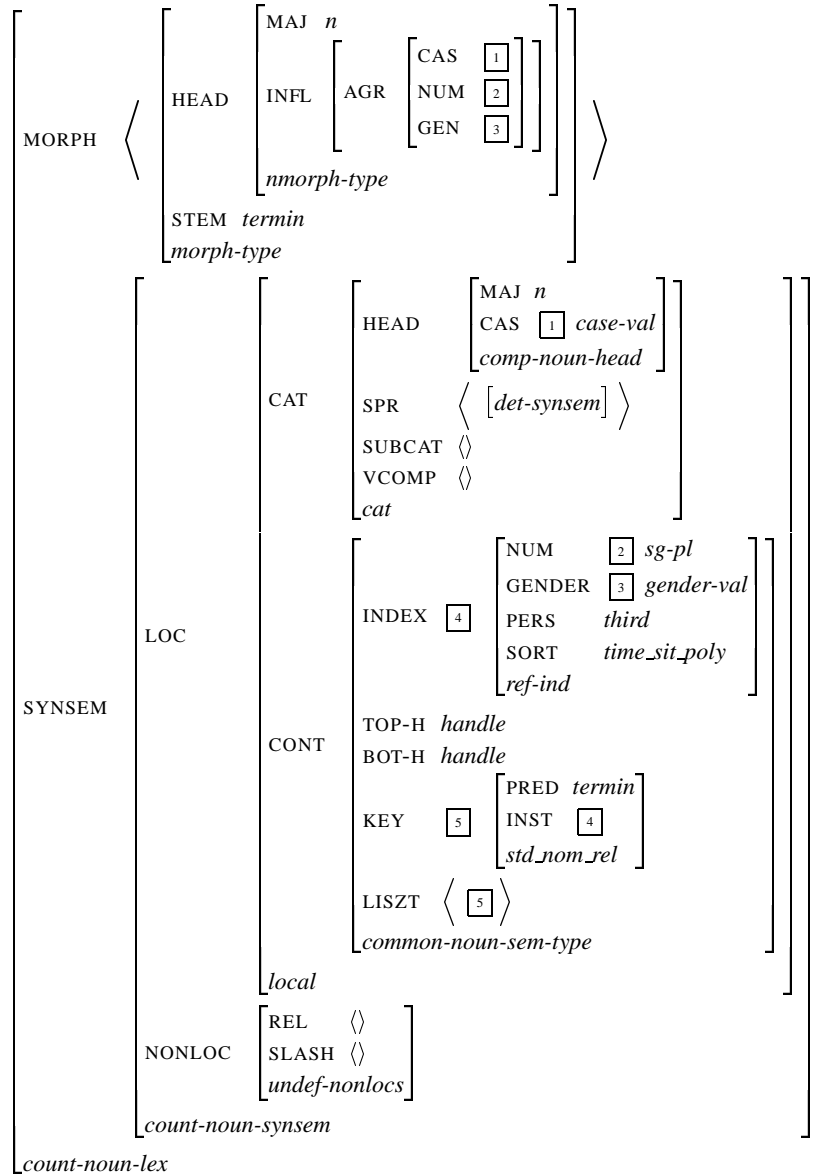 MAJ n
CAS 1
INFL AGR NUM 2
HEAD
GEN 3
MORPH
nmorph-type
STEM termin
morph-type
MAJ n
HEAD CAS 1 case-val
comp-noun-head
CAT SPR ⟨ [det-synsem] ⟩
SUBCAT ⟨⟩
VCOMP ⟨⟩
cat
NUM 2 sg-pl
GENDER 3 gender-val
INDEX 4 PERS third
LOC
SORT time_sit_poly
ref-ind
SYNSEM
TOP-H handle
CONT BOT-H handle
PRED termin
KEY 5 INST 4
std_nom_rel
LISZT ⟨ 5 ⟩
common-noun-sem-type
local
REL ⟨⟩
NONLOC SLASH ⟨⟩
undef-nonlocs
count-noun-synsem
count-noun-lex